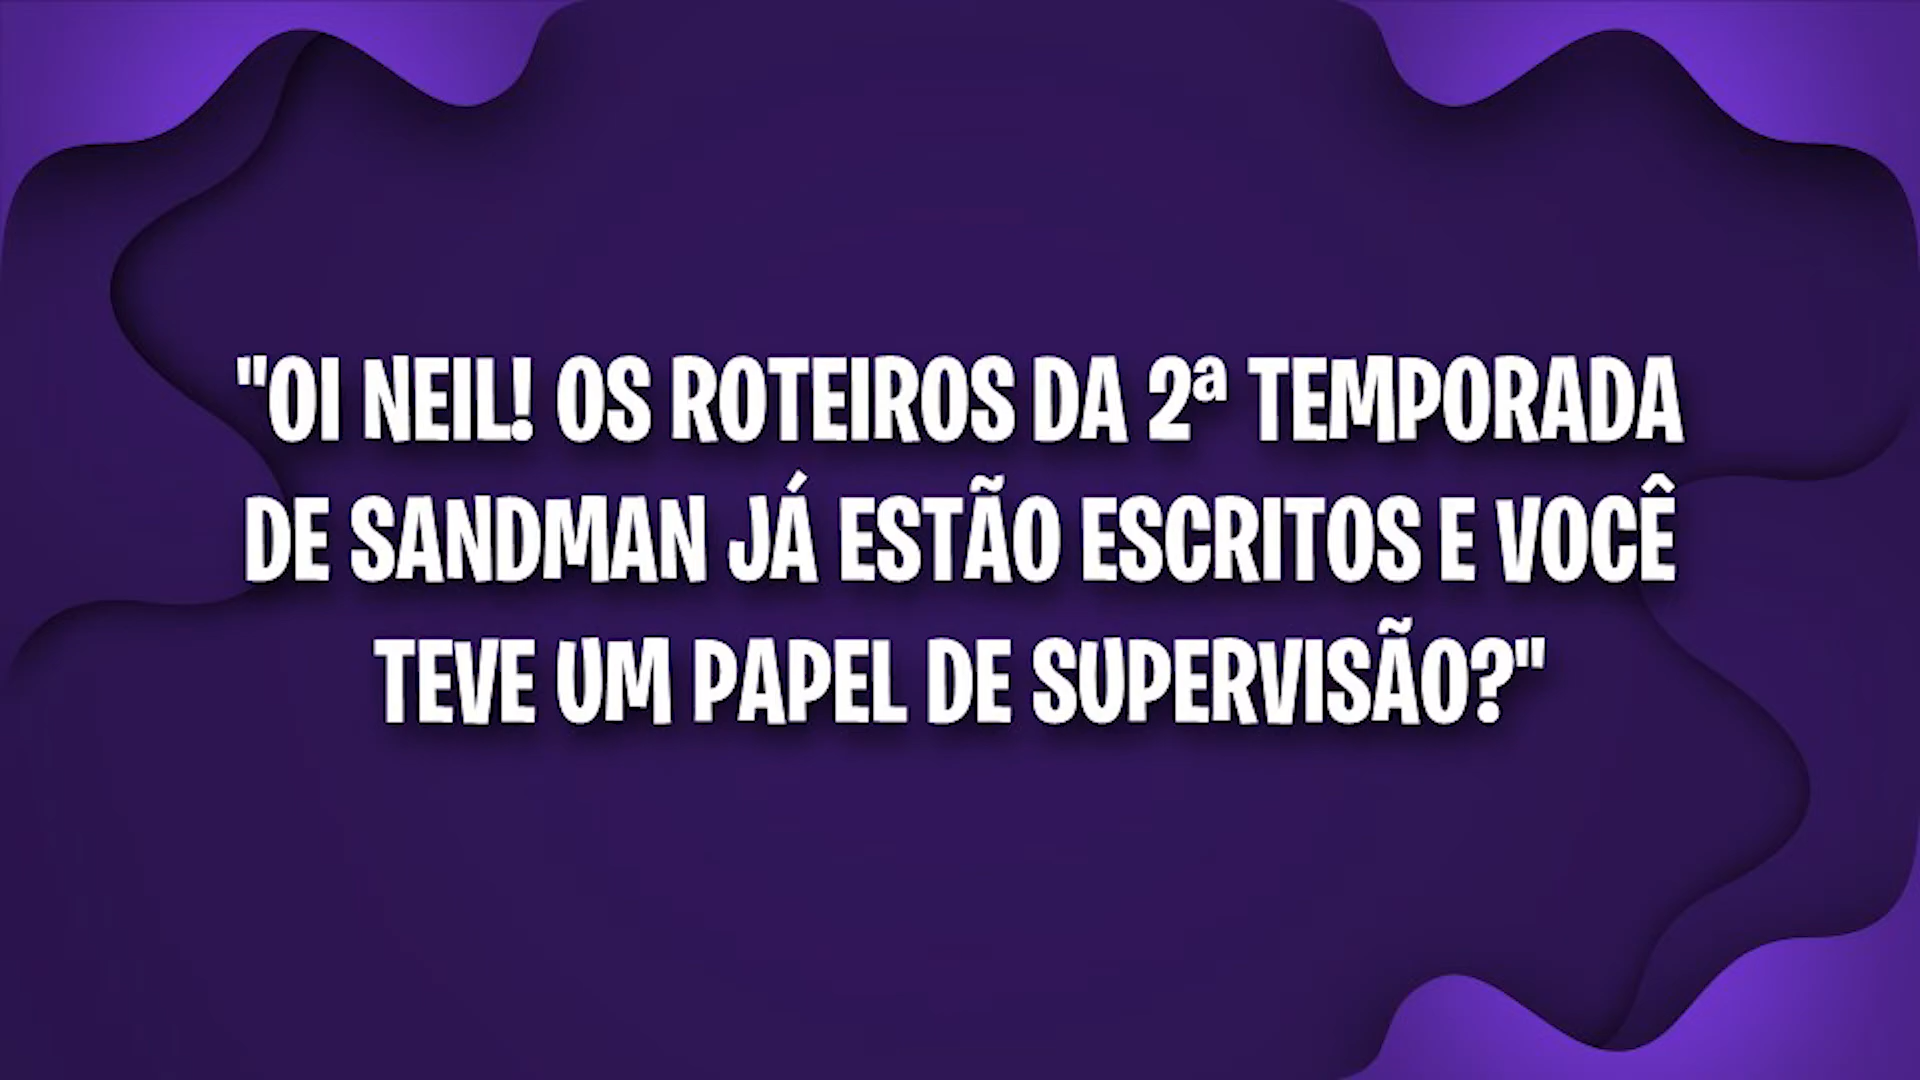 "OI NEIL! OS ROTEIROS DA 2ª TEMPORADA
DE SANDMAN JÁ ESTÃO ESCRITOS E VOCÊ
TEVE UM PAPEL DE SUPERVISÃO?"